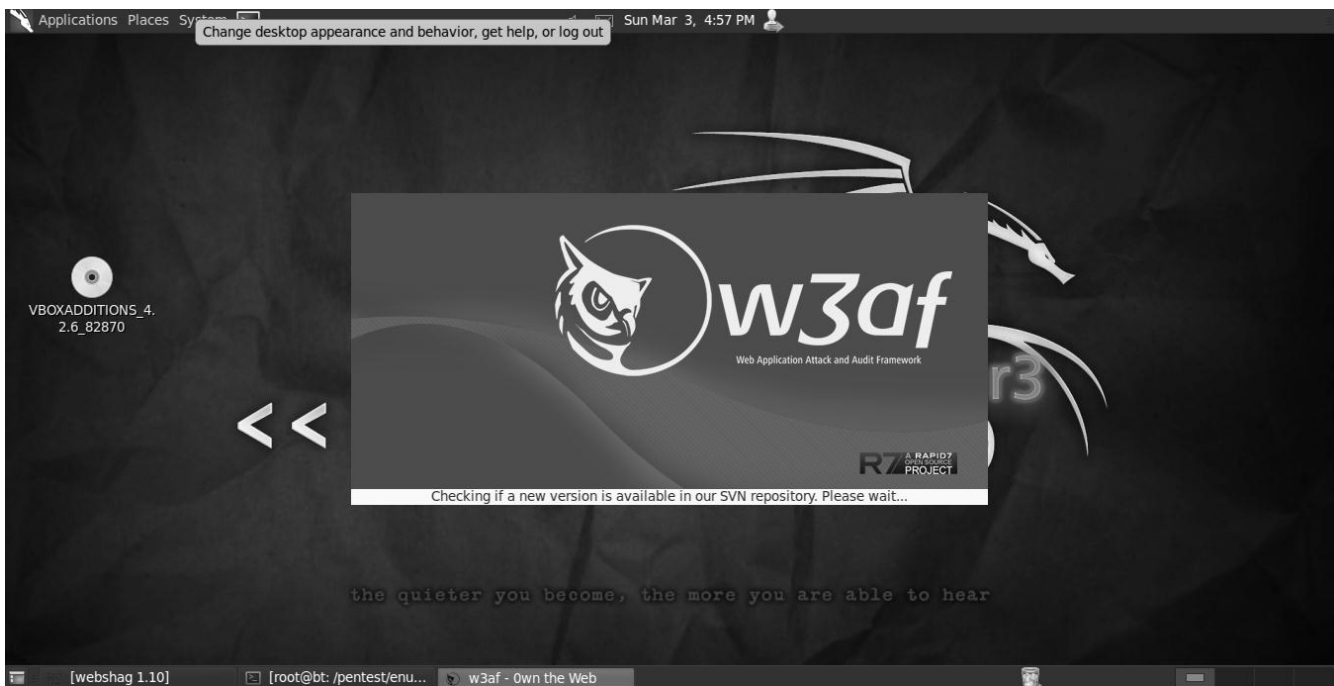 Applications Places System
Sun Mar 3, 4:57 PM
Change desktop appearance and behavior, get help, or log out
VBOXADDITIONS_4.
2.6_82870
w3af
Web Application Attack and Audit Framework
r3
<<
R7 A RAPID7
OPEN SOURCE
PROJECT
Checking if a new version is available in our SVN repository. Please wait...
the quieter you become, the more you are able to hear
[webshag 1.10]
[root@bt: /pentest/enu...
w3af - 0wn the Web